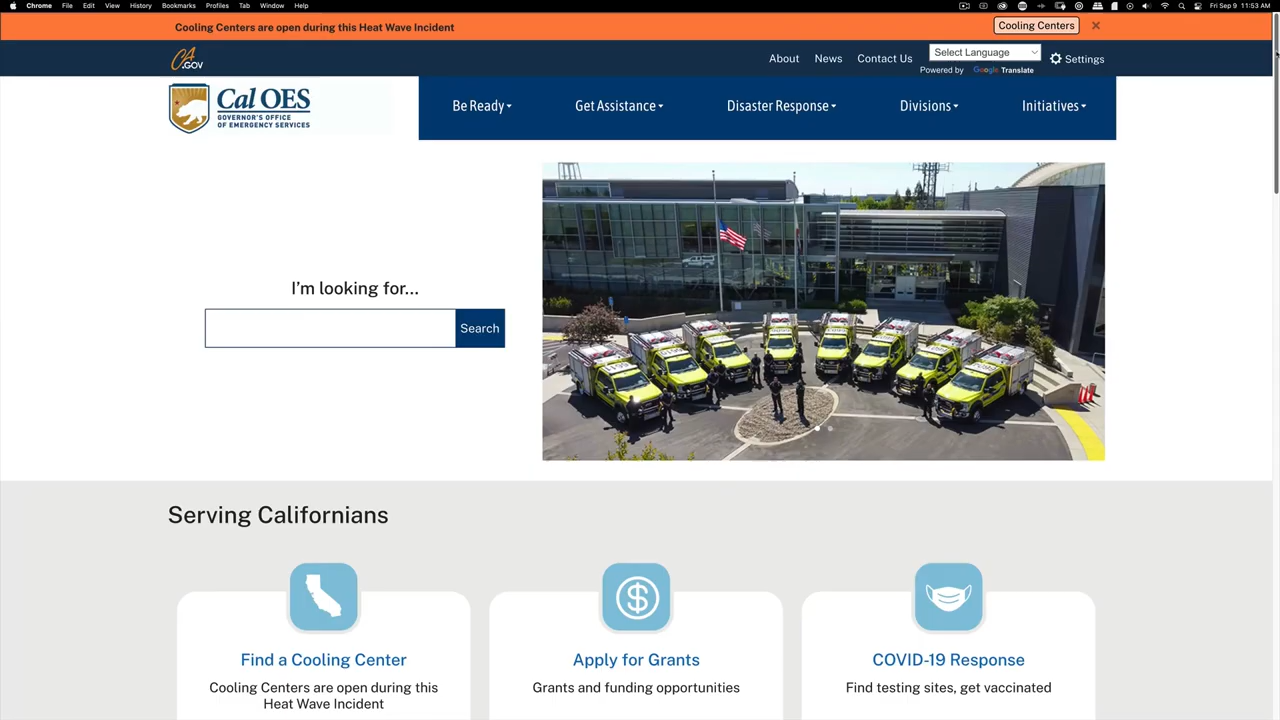 Chrome File Edit View History Bookmarks Profiles Tab Window Help Fri Sep 9 11:53 AM
Cooling Centers are open during this Heat Wave Incident Cooling Centers
CA
.GOV
About News Contact Us Select Language Settings
Powered by Google Translate
Cal OES
GOVERNOR'S OFFICE
OF EMERGENCY SERVICES
Be Ready Get Assistance Disaster Response Divisions Initiatives
I'm looking for...
Search
Serving Californians
Find a Cooling Center
Cooling Centers are open during this
Heat Wave Incident
Apply for Grants
Grants and funding opportunities
COVID-19 Response
Find testing sites, get vaccinated